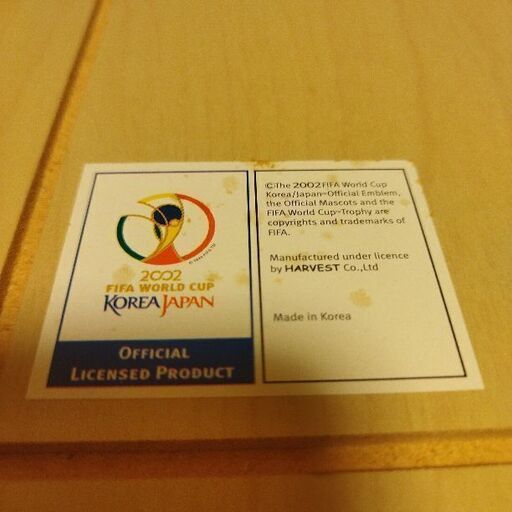 2002
FIFA WORLD CUP
KOREA JAPAN
OFFICIAL
LICENSED PRODUCT
©The 2002 FIFA World Cup
Korea/Japan-Official Emblem,
the Official Mascots and the
FIFA World Cup-Trophy are
copyrights and trademarks of
FIFA.
Manufactured under licence
by HARVEST Co.,Ltd
Made in Korea